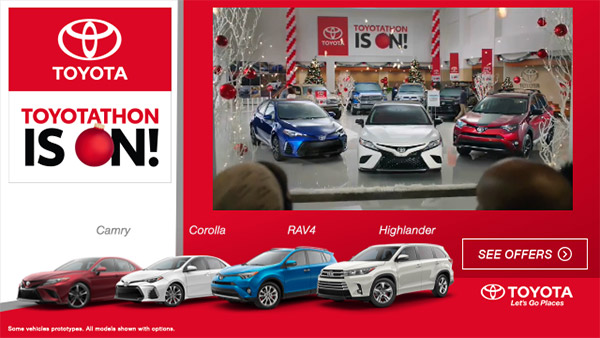 TOYOTA
TOYOTATHON
IS ON!
TOYOTATHON
IS ON!
Camry
Corolla
RAV4
Highlander
SEE OFFERS
TOYOTA
Let's Go Places
Some vehicles prototypes. All models shown with options.